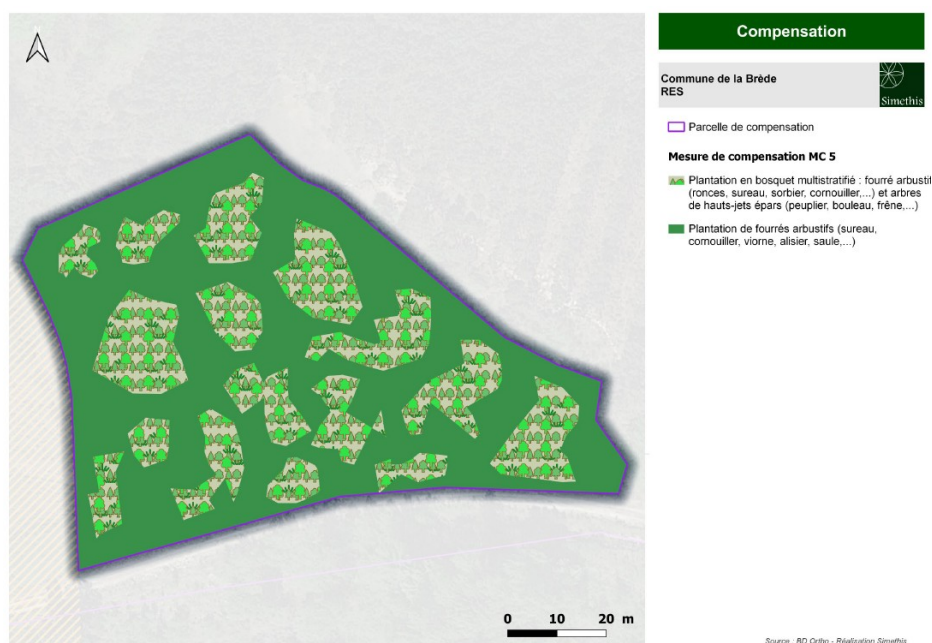 Compensation
Commune de la Brède
RES
Simethis
Parcelle de compensation
Mesure de compensation MC 5
Plantation en bosquet multistratifié : fourré arbustif
(ronces, sureau, sorbier, cornouiller,...) et arbres
de hauts-jets épars (peuplier, bouleau, frêne,...)
Plantation de fourrés arbustifs (sureau,
cornouiller, viorne, alisier, saule,...)
0 10 20 m
Source : BD Ortho - Réalisation Simethis